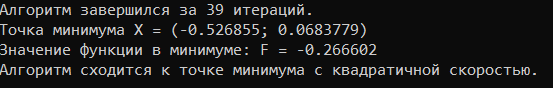 Алгоритм завершился за 39 итераций.
Точка минимума X = (-0.526855; 0.0683779)
Значение функции в минимуме: F = -0.266602
Алгоритм сходится к точке минимума с квадратичной скоростью.